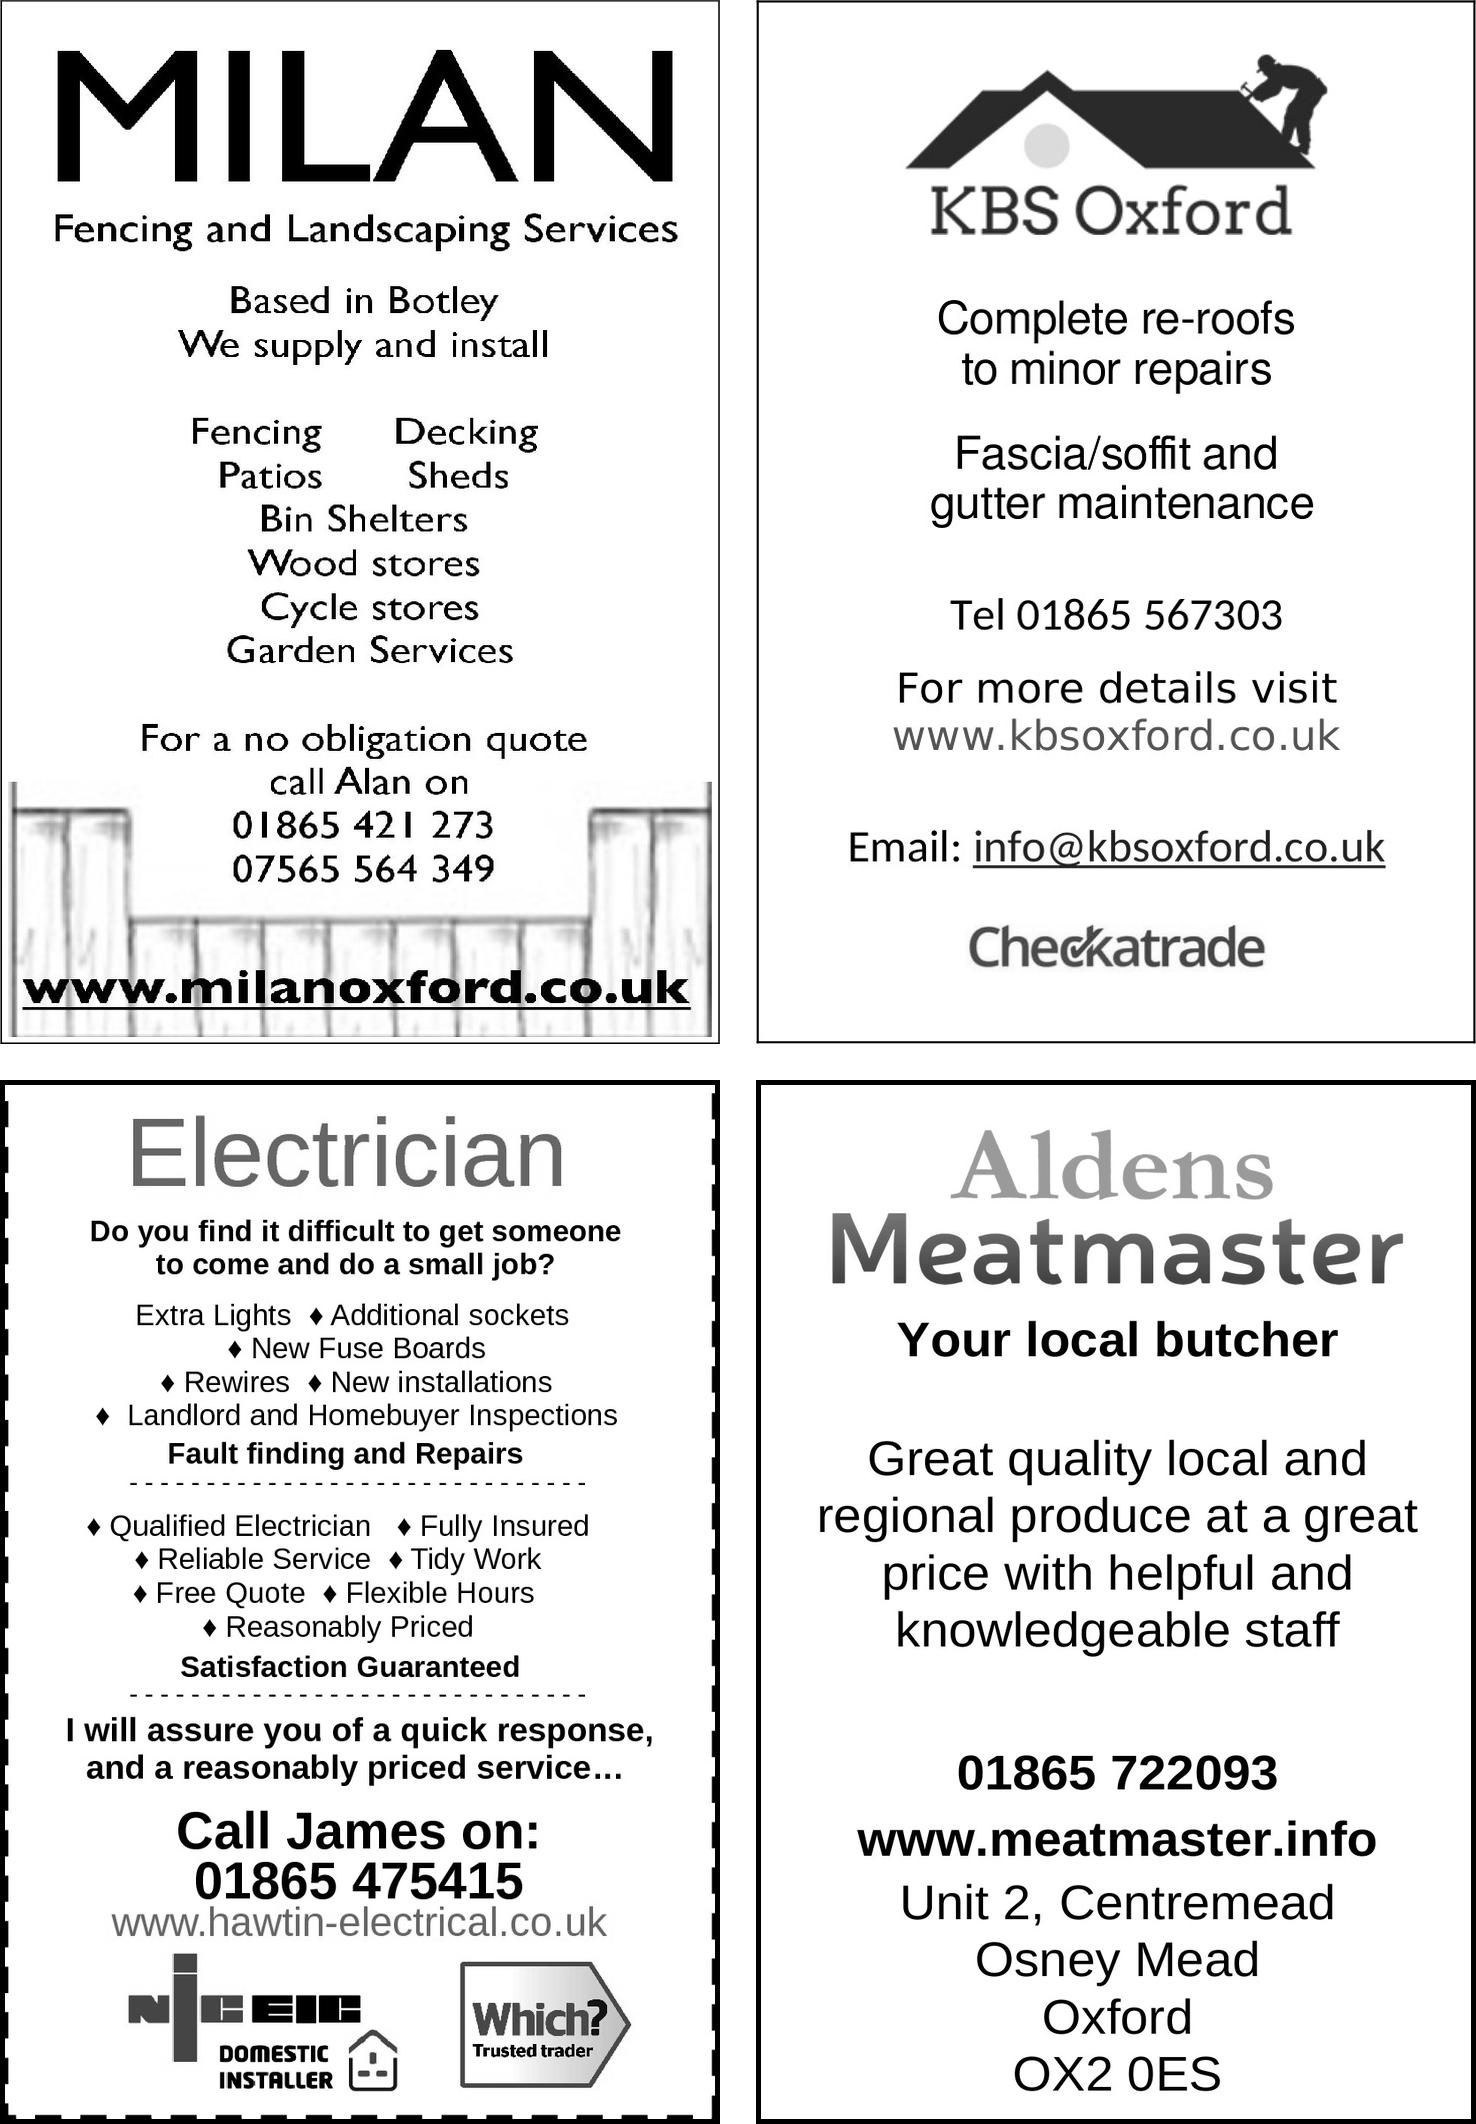 MILAN
Fencing and Landscaping Services
Based in Botley
We supply and install
Fencing Decking
Patios Sheds
Bin Shelters
Wood stores
Cycle stores
Garden Services
For a no obligation quote
call Alan on
01865 421 273
07565 564 349
www.milanoxford.co.uk
KBS Oxford
Complete re-roofs
to minor repairs
Fascia/soffit and
gutter maintenance
Tel 01865 567303
For more details visit
www.kbsoxford.co.uk
Email: info@kbsoxford.co.uk
Checkatrade
Electrician
Do you find it difficult to get someone
to come and do a small job?
Extra Lights ♦ Additional sockets
♦ New Fuse Boards
♦ Rewires ♦ New installations
♦ Landlord and Homebuyer Inspections
Fault finding and Repairs
- - - - - - - - - - - - - - - - - - - - - - - - - - - - - -
♦ Qualified Electrician ♦ Fully Insured
♦ Reliable Service ♦ Tidy Work
♦ Free Quote ♦ Flexible Hours
♦ Reasonably Priced
Satisfaction Guaranteed
- - - - - - - - - - - - - - - - - - - - - - - - - - - - - -
I will assure you of a quick response,
and a reasonably priced service...
Call James on:
01865 475415
www.hawtin-electrical.co.uk
NICEIC
DOMESTIC
INSTALLER
Which?
Trusted trader
Aldens
Meatmaster
Your local butcher
Great quality local and
regional produce at a great
price with helpful and
knowledgeable staff
01865 722093
www.meatmaster.info
Unit 2, Centremead
Osney Mead
Oxford
OX2 0ES